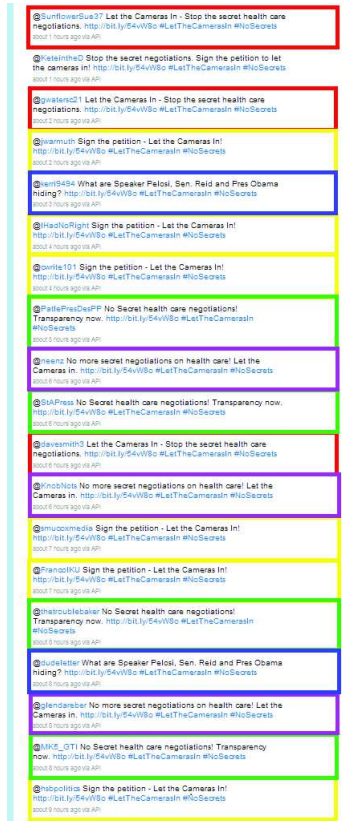 @SunflowerSue37 Let the Cameras In - Stop the secret health care
negotiations. http://bit.ly/54vW8o #LetTheCamerasIn #NoSecrets
about 1 hours ago via API
@KeteintheD Stop the secret negotiations. Sign the petition to let
the cameras in! http://bit.ly/54vW8o #LetTheCamerasIn #NoSecrets
about 1 hours ago via API
@gwatersc21 Let the Cameras In - Stop the secret health care
negotiations. http://bit.ly/54vW8o #LetTheCamerasIn #NoSecrets
about 2 hours ago via API
@jwarmuth Sign the petition - Let the Cameras In!
http://bit.ly/54vW8o #LetTheCamerasIn #NoSecrets
about 2 hours ago via API
@kerri9494 What are Speaker Pelosi, Sen. Reid and Pres Obama
hiding? http://bit.ly/54vW8o #LetTheCamerasIn #NoSecrets
about 3 hours ago via API
@IHadNoRight Sign the petition - Let the Cameras In!
http://bit.ly/54vW8o #LetTheCamerasIn #NoSecrets
about 4 hours ago via API
@cwrite101 Sign the petition - Let the Cameras In!
http://bit.ly/54vW8o #LetTheCamerasIn #NoSecrets
about 4 hours ago via API
@PatlePresDesPP No Secret health care negotiations!
Transparency now. http://bit.ly/54vW8o #LetTheCamerasIn
#NoSecrets
about 5 hours ago via API
@neenz No more secret negotiations on health care! Let the
Cameras in. http://bit.ly/54vW8o #LetTheCamerasIn #NoSecrets
about 6 hours ago via API
@StAPress No Secret health care negotiations! Transparency now.
http://bit.ly/54vW8o #LetTheCamerasIn #NoSecrets
about 6 hours ago via API
@davesmith3 Let the Cameras In - Stop the secret health care
negotiations. http://bit.ly/54vW8o #LetTheCamerasIn #NoSecrets
about 6 hours ago via API
@KnobNots No more secret negotiations on health care! Let the
Cameras in. http://bit.ly/54vW8o #LetTheCamerasIn #NoSecrets
about 6 hours ago via API
@smucoxmedia Sign the petition - Let the Cameras In!
http://bit.ly/54vW8o #LetTheCamerasIn #NoSecrets
about 7 hours ago via API
@FrancoIKU Sign the petition - Let the Cameras In!
http://bit.ly/54vW8o #LetTheCamerasIn #NoSecrets
about 7 hours ago via API
@thetroublebaker No Secret health care negotiations!
Transparency now. http://bit.ly/54vW8o #LetTheCamerasIn
#NoSecrets
about 8 hours ago via API
@dudeletter What are Speaker Pelosi, Sen. Reid and Pres Obama
hiding? http://bit.ly/54vW8o #LetTheCamerasIn #NoSecrets
about 8 hours ago via API
@glendareber No more secret negotiations on health care! Let the
Cameras in. http://bit.ly/54vW8o #LetTheCamerasIn #NoSecrets
about 8 hours ago via API
@MK5_GTI No Secret health care negotiations! Transparency
now. http://bit.ly/54vW8o #LetTheCamerasIn #NoSecrets
about 8 hours ago via API
@hsbpolitics Sign the petition - Let the Cameras In!
http://bit.ly/54vW8o #LetTheCamerasIn #NoSecrets
about 9 hours ago via API